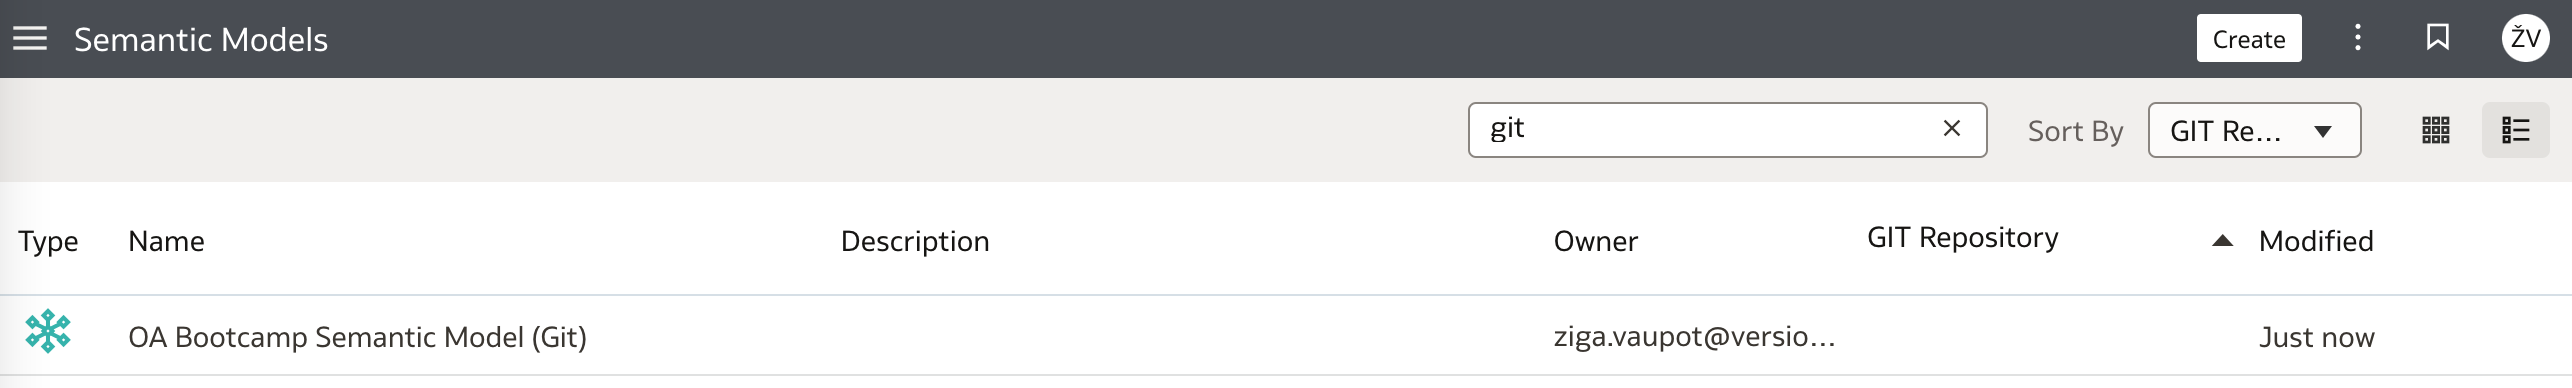 Semantic Models
Create
ŽV
git
Sort By
GIT Re...
Type
Name
Description
Owner
GIT Repository
Modified
OA Bootcamp Semantic Model (Git)
ziga.vaupot@versio...
Just now